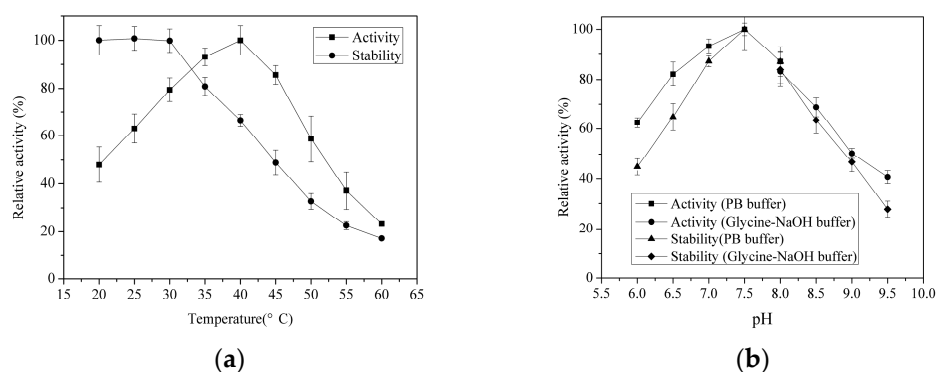 Activity
Stability
Relative activity (%)
100
80
60
40
20
0
15 20 25 30 35 40 45 50 55 60 65
Temperature(° C)
(a)
Relative activity(%)
100
80
60
40
20
0
Activity (PB buffer)
Activity (Glycine-NaOH buffer)
Stability(PB buffer)
Stability (Glycine-NaOH buffer)
5.5 6.0 6.5 7.0 7.5 8.0 8.5 9.0 9.5 10.0
pH
(b)